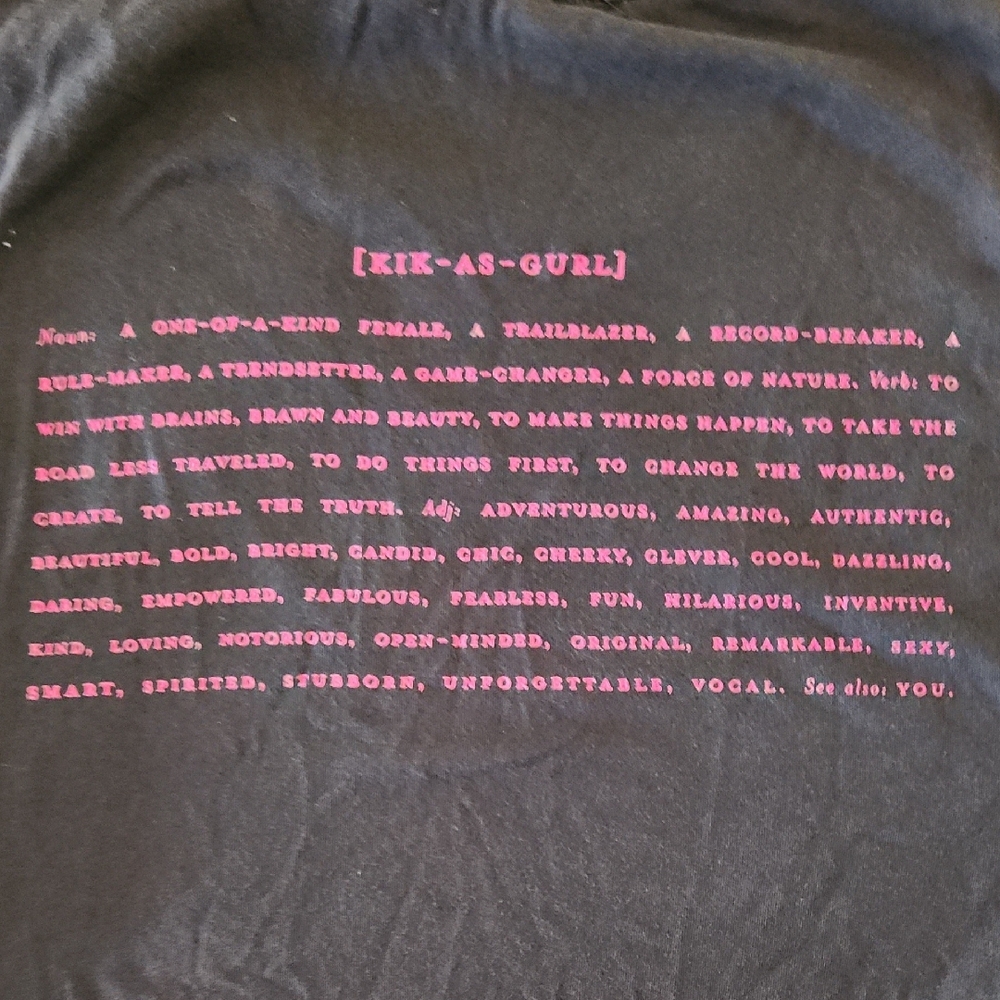 [KIK-AS-GURL]
Noun: A ONE-OF-A-KIND FEMALE, A TRAILBLAZER, A RECORD-BREAKER, A
RULE-MAKER, A TRENDSETTER, A GAME-CHANGER, A FORCE OF NATURE. Verb: TO
WIN WITH BRAINS, BRAWN AND BEAUTY, TO MAKE THINGS HAPPEN, TO TAKE THE
ROAD LESS TRAVELED, TO DO THINGS FIRST, TO CHANGE THE WORLD, TO
CREATE, TO TELL THE TRUTH. Adj: ADVENTUROUS, AMAZING, AUTHENTIC,
BEAUTIFUL, BOLD, BRIGHT, CANDID, CHIC, CHEEKY, CLEVER, COOL, DAZZLING,
DARING, EMPOWERED, FABULOUS, FEARLESS, FUN, HILARIOUS, INVENTIVE,
KIND, LOVING, NOTORIOUS, OPEN-MINDED, ORIGINAL, REMARKABLE, SEXY,
SMART, SPIRITED, STUBBORN, UNFORGETTABLE, VOCAL. See also: YOU.